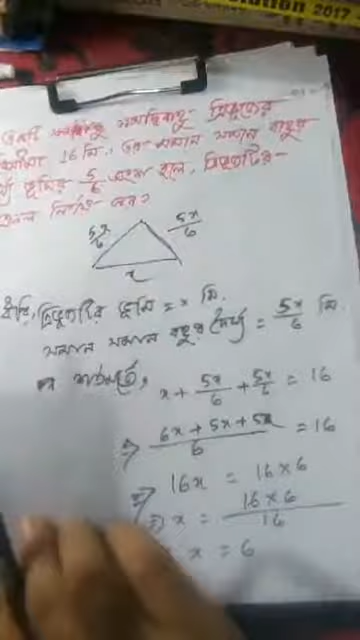 olution 2017
একটি সমদ্বিবাহু ত্রিভুজের
16 মি. এবং সমান সমান বাহুর
ভূমির 5/6 অংশ হলে, ত্রিভুজটির
নির্ণয় কর?
5x/6 5x/6
x
ধরি, ত্রিভুজটির ভূমি = x মি.
সমান সমান বাহুর দৈর্ঘ্য = 5x/6 মি.
শর্তমতে,
x + 5x/6 + 5x/6 = 16
⇒ (6x + 5x + 5x)/6 = 16
⇒ 16x = 16 × 6
⇒ x = (16 × 6)/16
x = 6